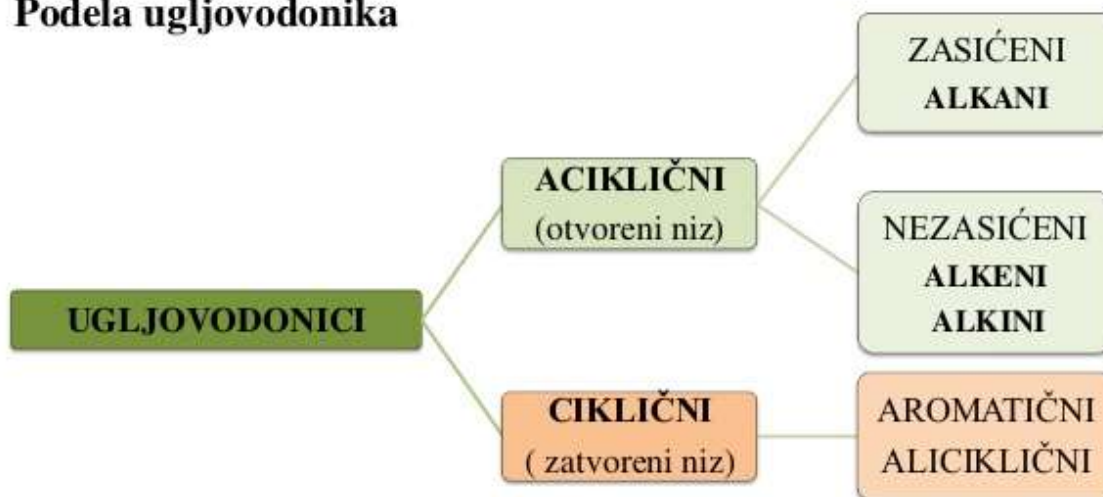 Podela ugljovodonika
ZASIĆENI
ALKANI
ACIKLIČNI
(otvoreni niz)
NEZASIĆENI
ALKENI
ALKINI
UGLJOVODONICI
CIKLIČNI
( zatvoreni niz)
AROMATIČNI
ALICIKLIČNI